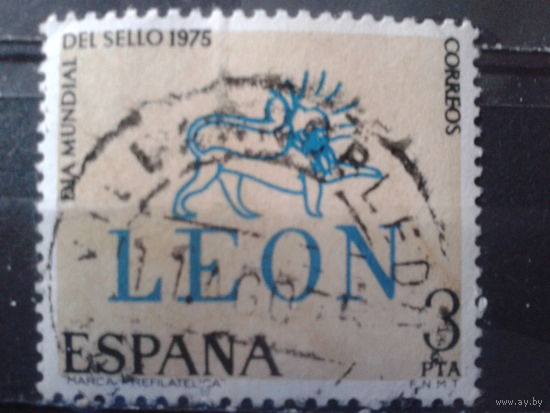 DIA MUNDIAL DEL SELLO 1975
CORREOS
LEON
3
PTA
ESPAÑA
"MARCA PREFILATELICA"
F.N.M.T.
www.ay.by